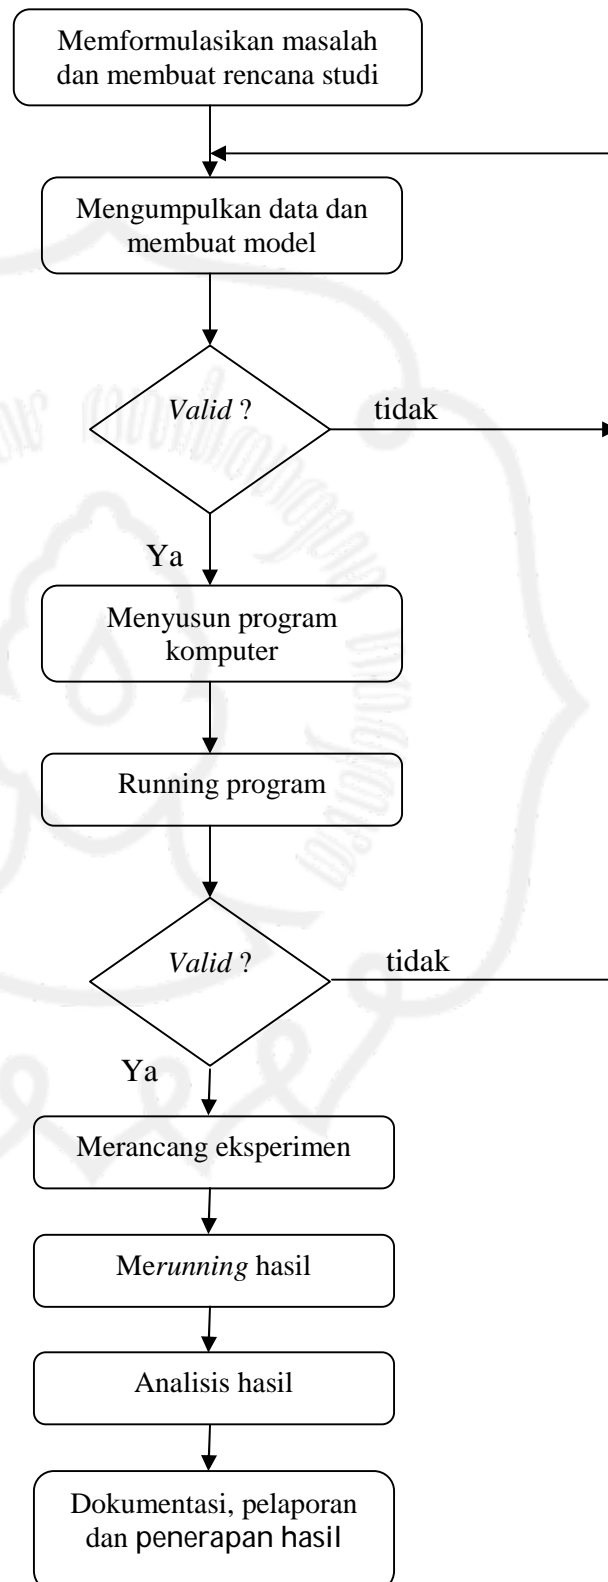 Memformulasikan masalah
dan membuat rencana studi
Mengumpulkan data dan
membuat model
Valid ?
tidak
Ya
Menyusun program
komputer
Running program
Valid ?
tidak
Ya
Merancang eksperimen
Merunning hasil
Analisis hasil
Dokumentasi, pelaporan
dan penerapan hasil